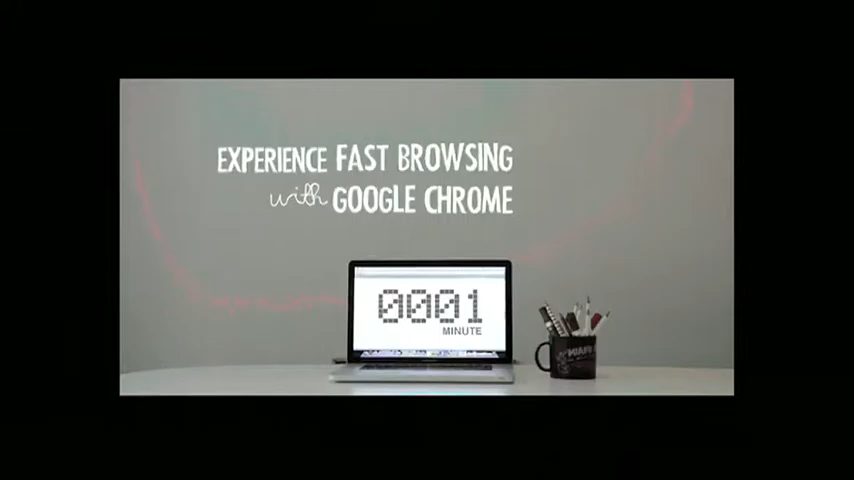 EXPERIENCE FAST BROWSING
with GOOGLE CHROME
0001
MINUTE